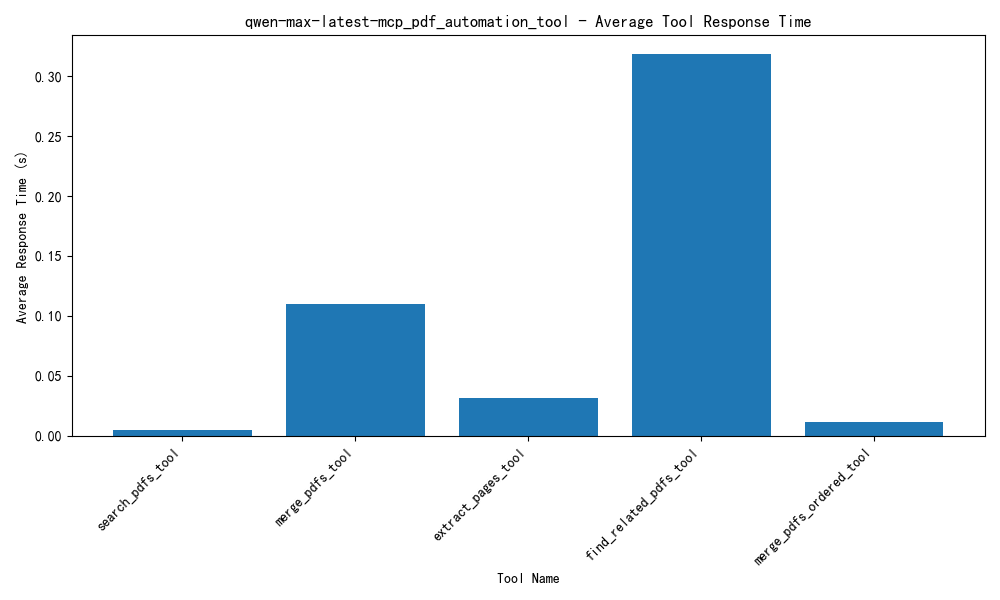 qwen-max-latest-mcp_pdf_automation_tool - Average Tool Response Time
Average Response Time (s)
0.30
0.25
0.20
0.15
0.10
0.05
0.00
search_pdfs_tool
merge_pdfs_tool
extract_pages_tool
find_related_pdfs_tool
merge_pdfs_ordered_tool
Tool Name